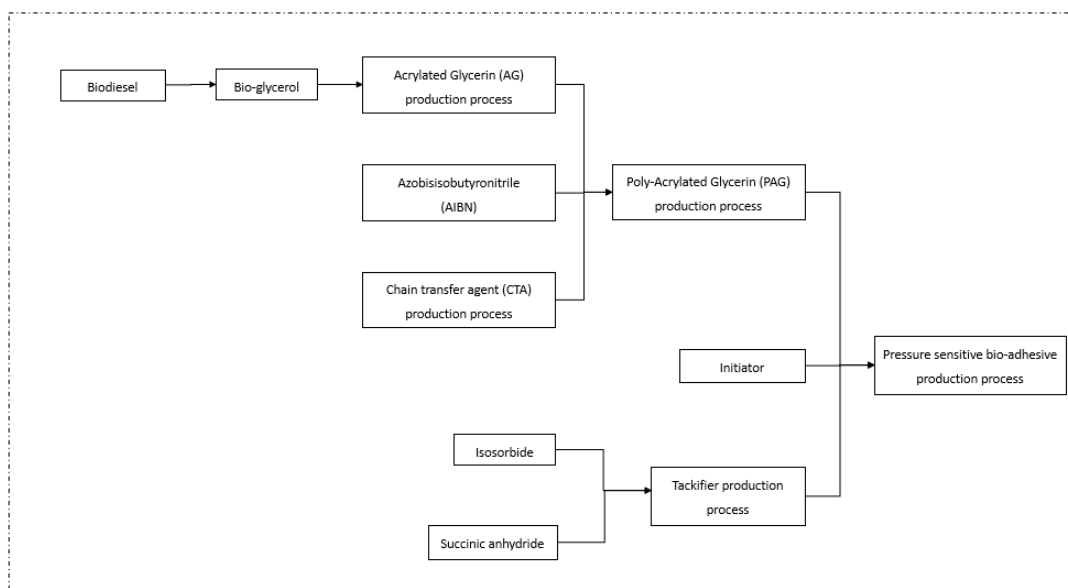 Biodiesel
Bio-glycerol
Acrylated Glycerin (AG)
production process
Azobisisobutyronitrile
(AIBN)
Poly-Acrylated Glycerin (PAG)
production process
Chain transfer agent (CTA)
production process
Initiator
Pressure sensitive bio-adhesive
production process
Isosorbide
Tackifier production
process
Succinic anhydride